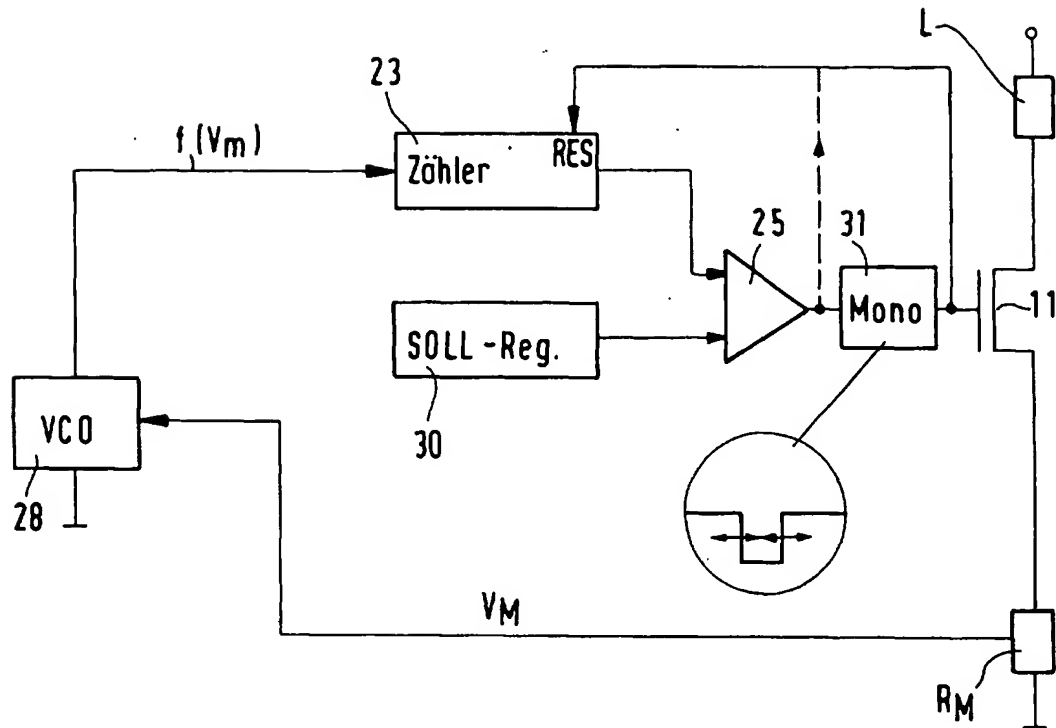 L
23
f(Vm)
RES
Zähler
25
31
Mono
11
SOLL-Reg.
30
VCO
28
VM
RM